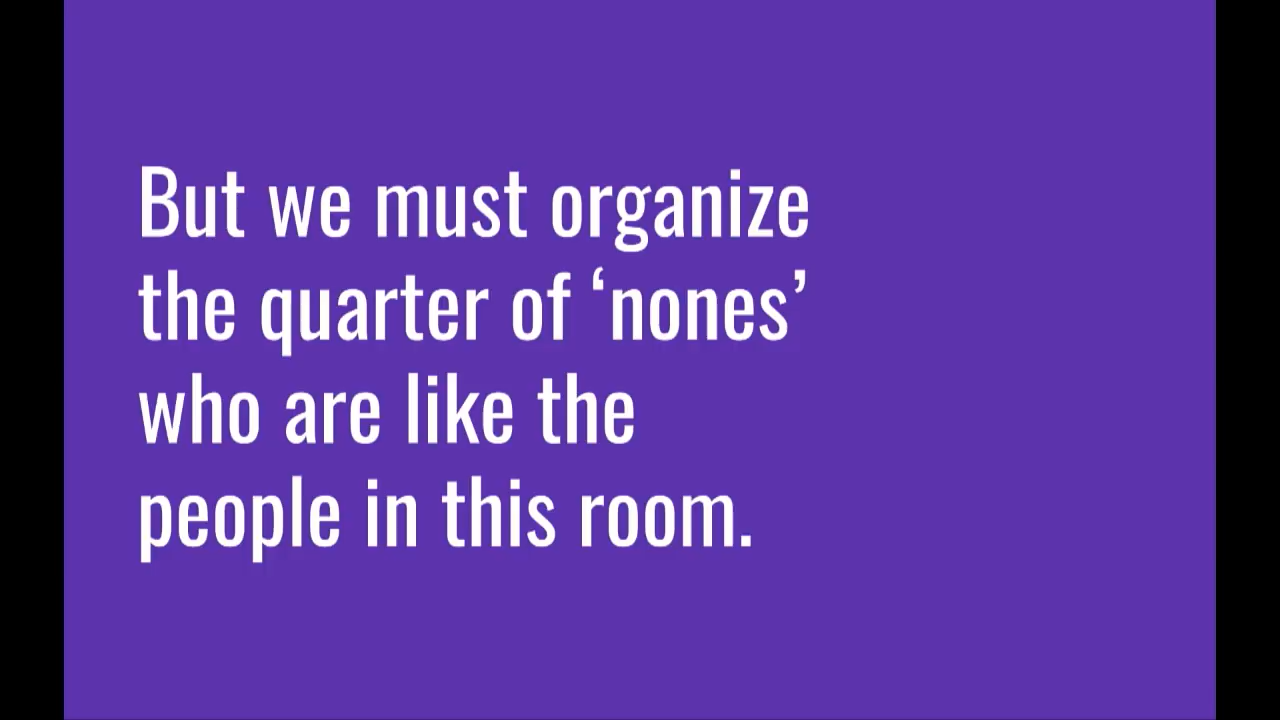 But we must organize
the quarter of ‘nones’
who are like the
people in this room.